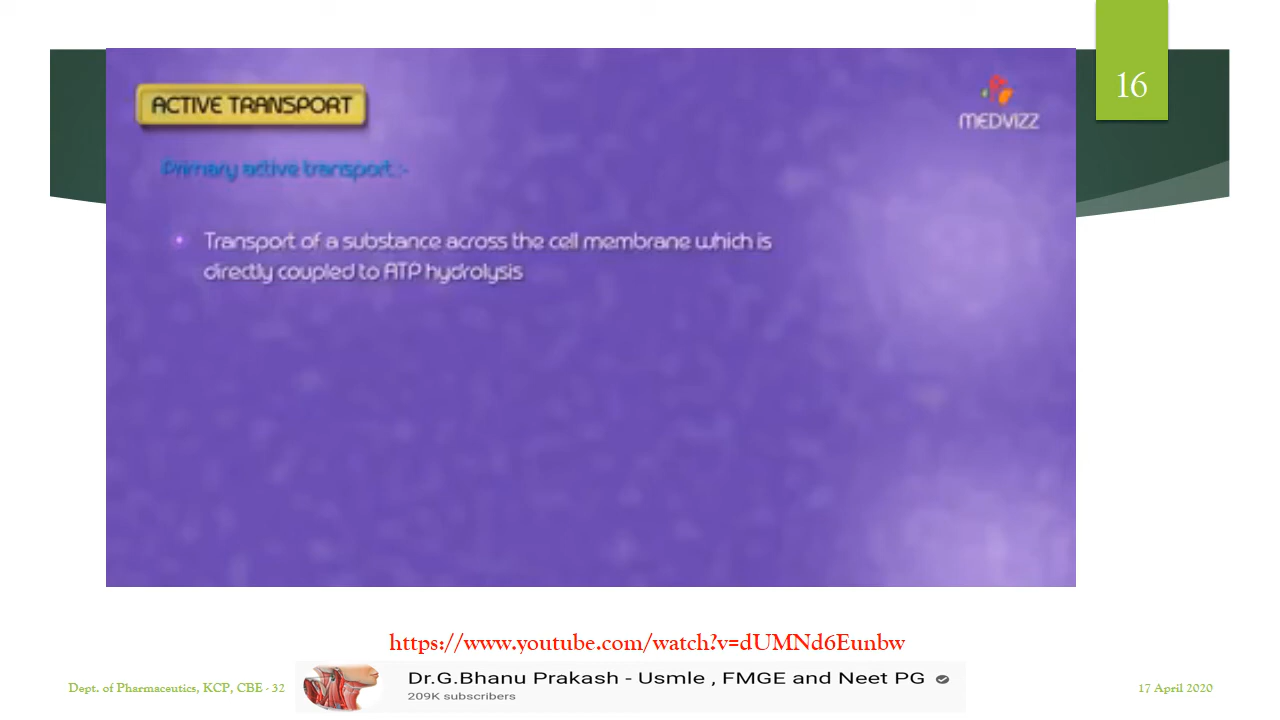 16
ACTIVE TRANSPORT
MEDVIZZ
Primary active transport:-
Transport of a substance across the cell membrane which is
directly coupled to ATP hydrolysis
https://www.youtube.com/watch?v=dUMNd6Eunbw
Dr.G.Bhanu Prakash - Usmle , FMGE and Neet PG
209K subscribers
Dept. of Pharmaceutics, KCP, CBE - 32
17 April 2020